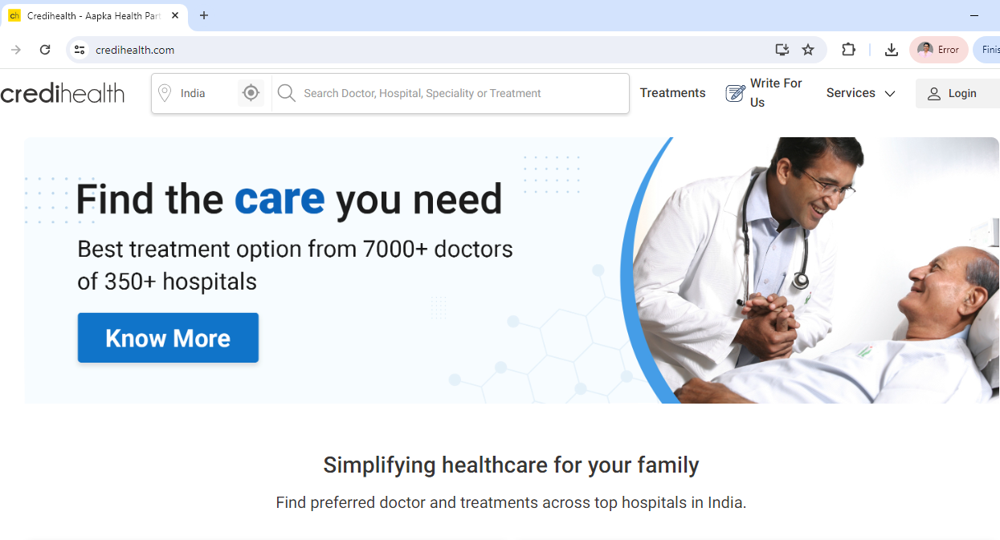 ch Credihealth - Aapka Health Part
credihealth.com
Error
Finis
credihealth
India
Search Doctor, Hospital, Speciality or Treatment
Treatments
Write For
Us
Services
Login
Find the care you need
Best treatment option from 7000+ doctors
of 350+ hospitals
Know More
Simplifying healthcare for your family
Find preferred doctor and treatments across top hospitals in India.